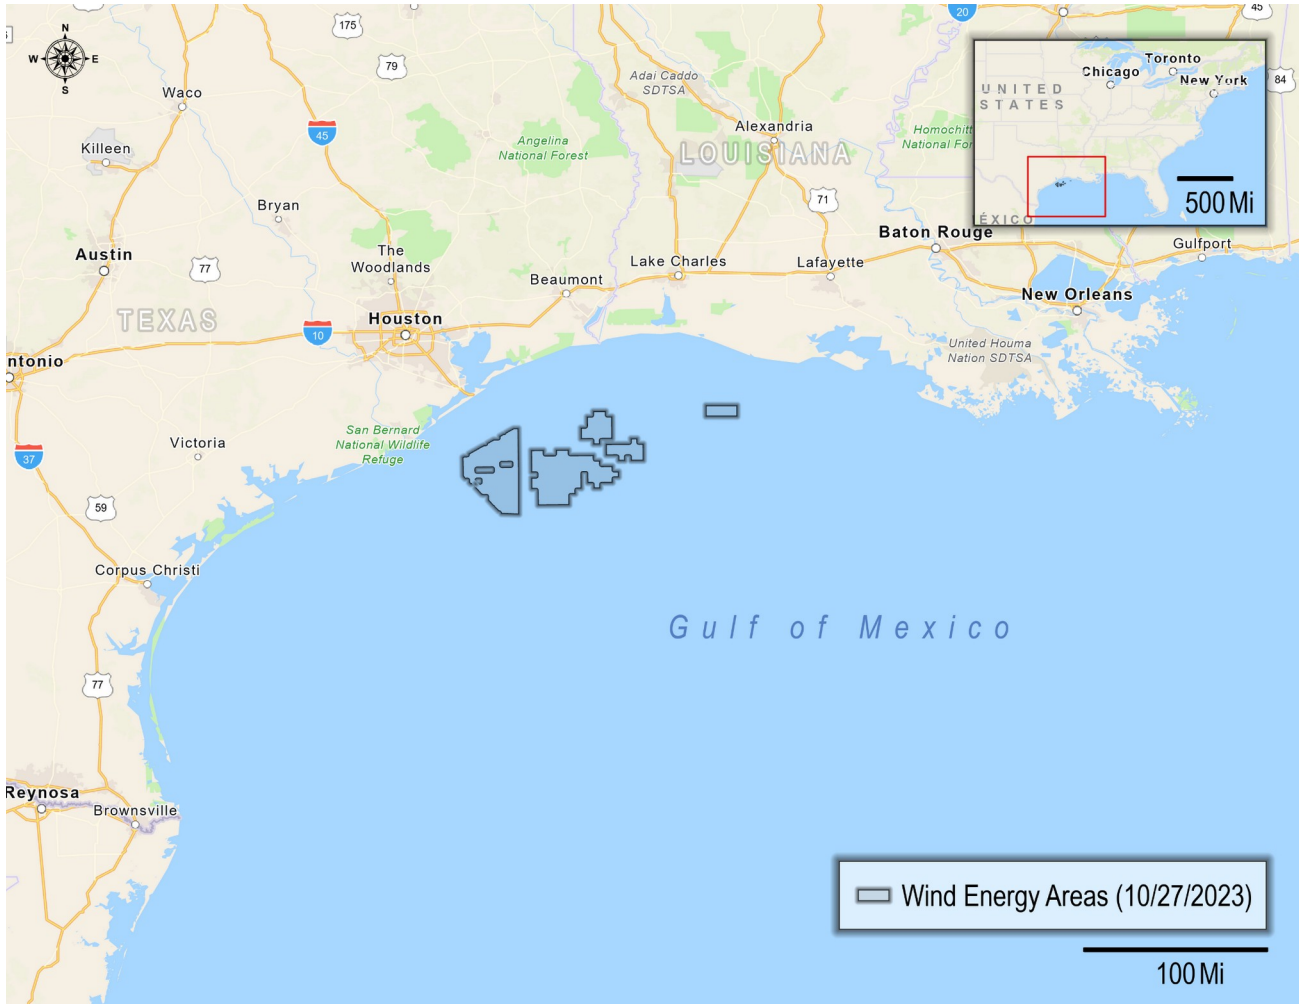 N
W
E
S
175
20
45
79
Adai Caddo
SDTSA
Toronto
Chicago
New York
84
UNITED
STATES
Waco
45
Alexandria
Homochitt
National For
Killeen
Angelina
National Forest
LOUISIANA
71
500 Mi
ÉXICO
Bryan
Baton Rouge
Gulfport
Austin
77
The
Woodlands
Lake Charles
Lafayette
Beaumont
New Orleans
TEXAS
Houston
10
United Houma
Nation SDTSA
ntonio
San Bernard
National Wildlife
Refuge
Victoria
37
59
Corpus Christi
Gulf of Mexico
77
Reynosa
Brownsville
Wind Energy Areas (10/27/2023)
100 Mi